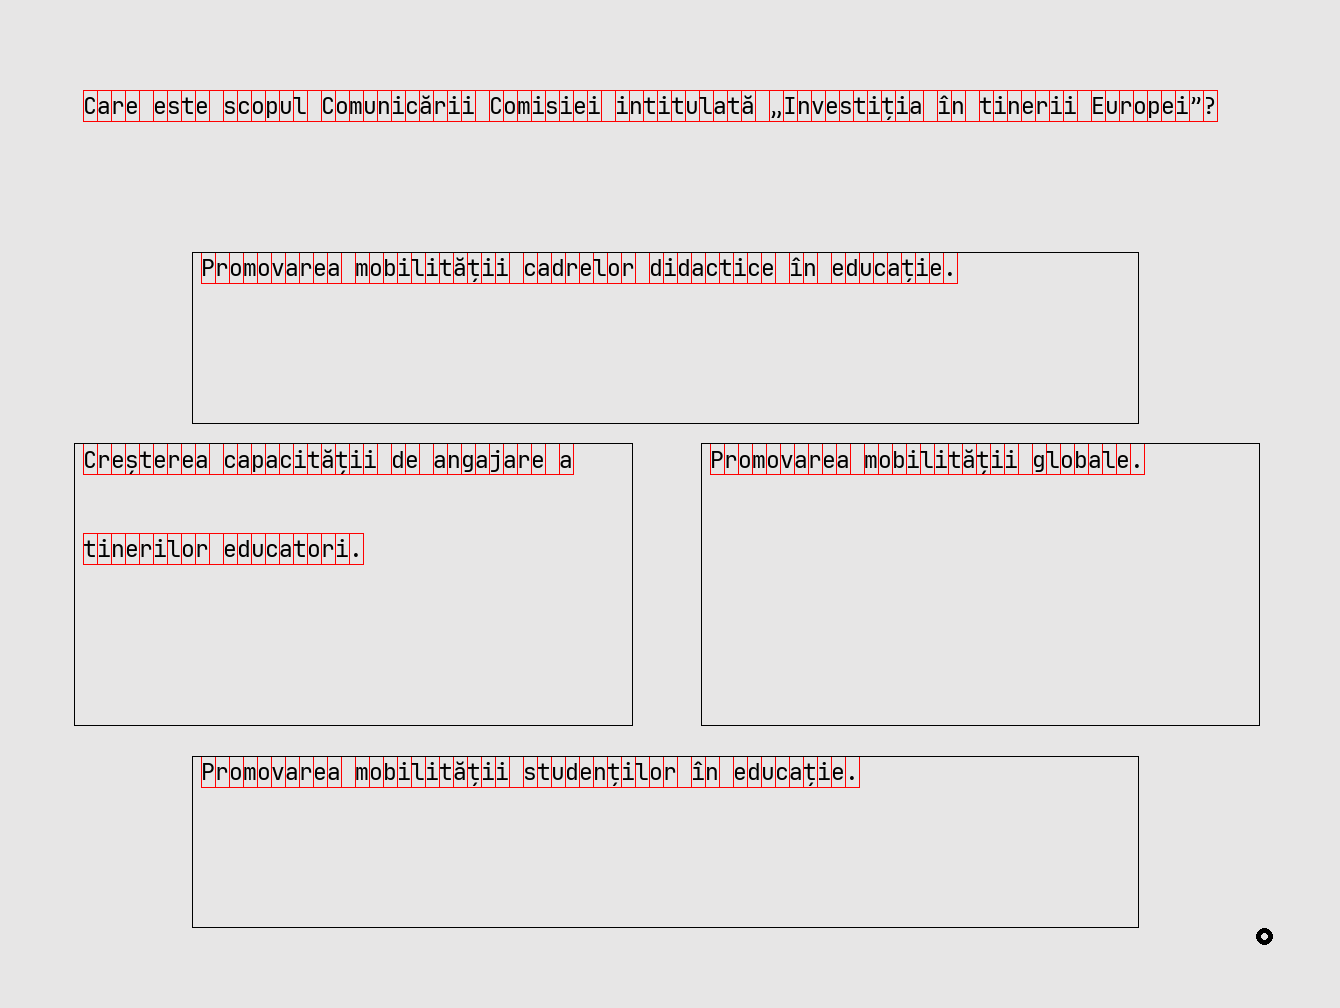 Care este scopul Comunicării Comisiei intitulată „Investiția în tinerii Europei”?
Promovarea mobilității cadrelor didactice în educație.
Creșterea capacității de angajare a
tinerilor educatori.
Promovarea mobilității globale.
Promovarea mobilității studenților în educație.